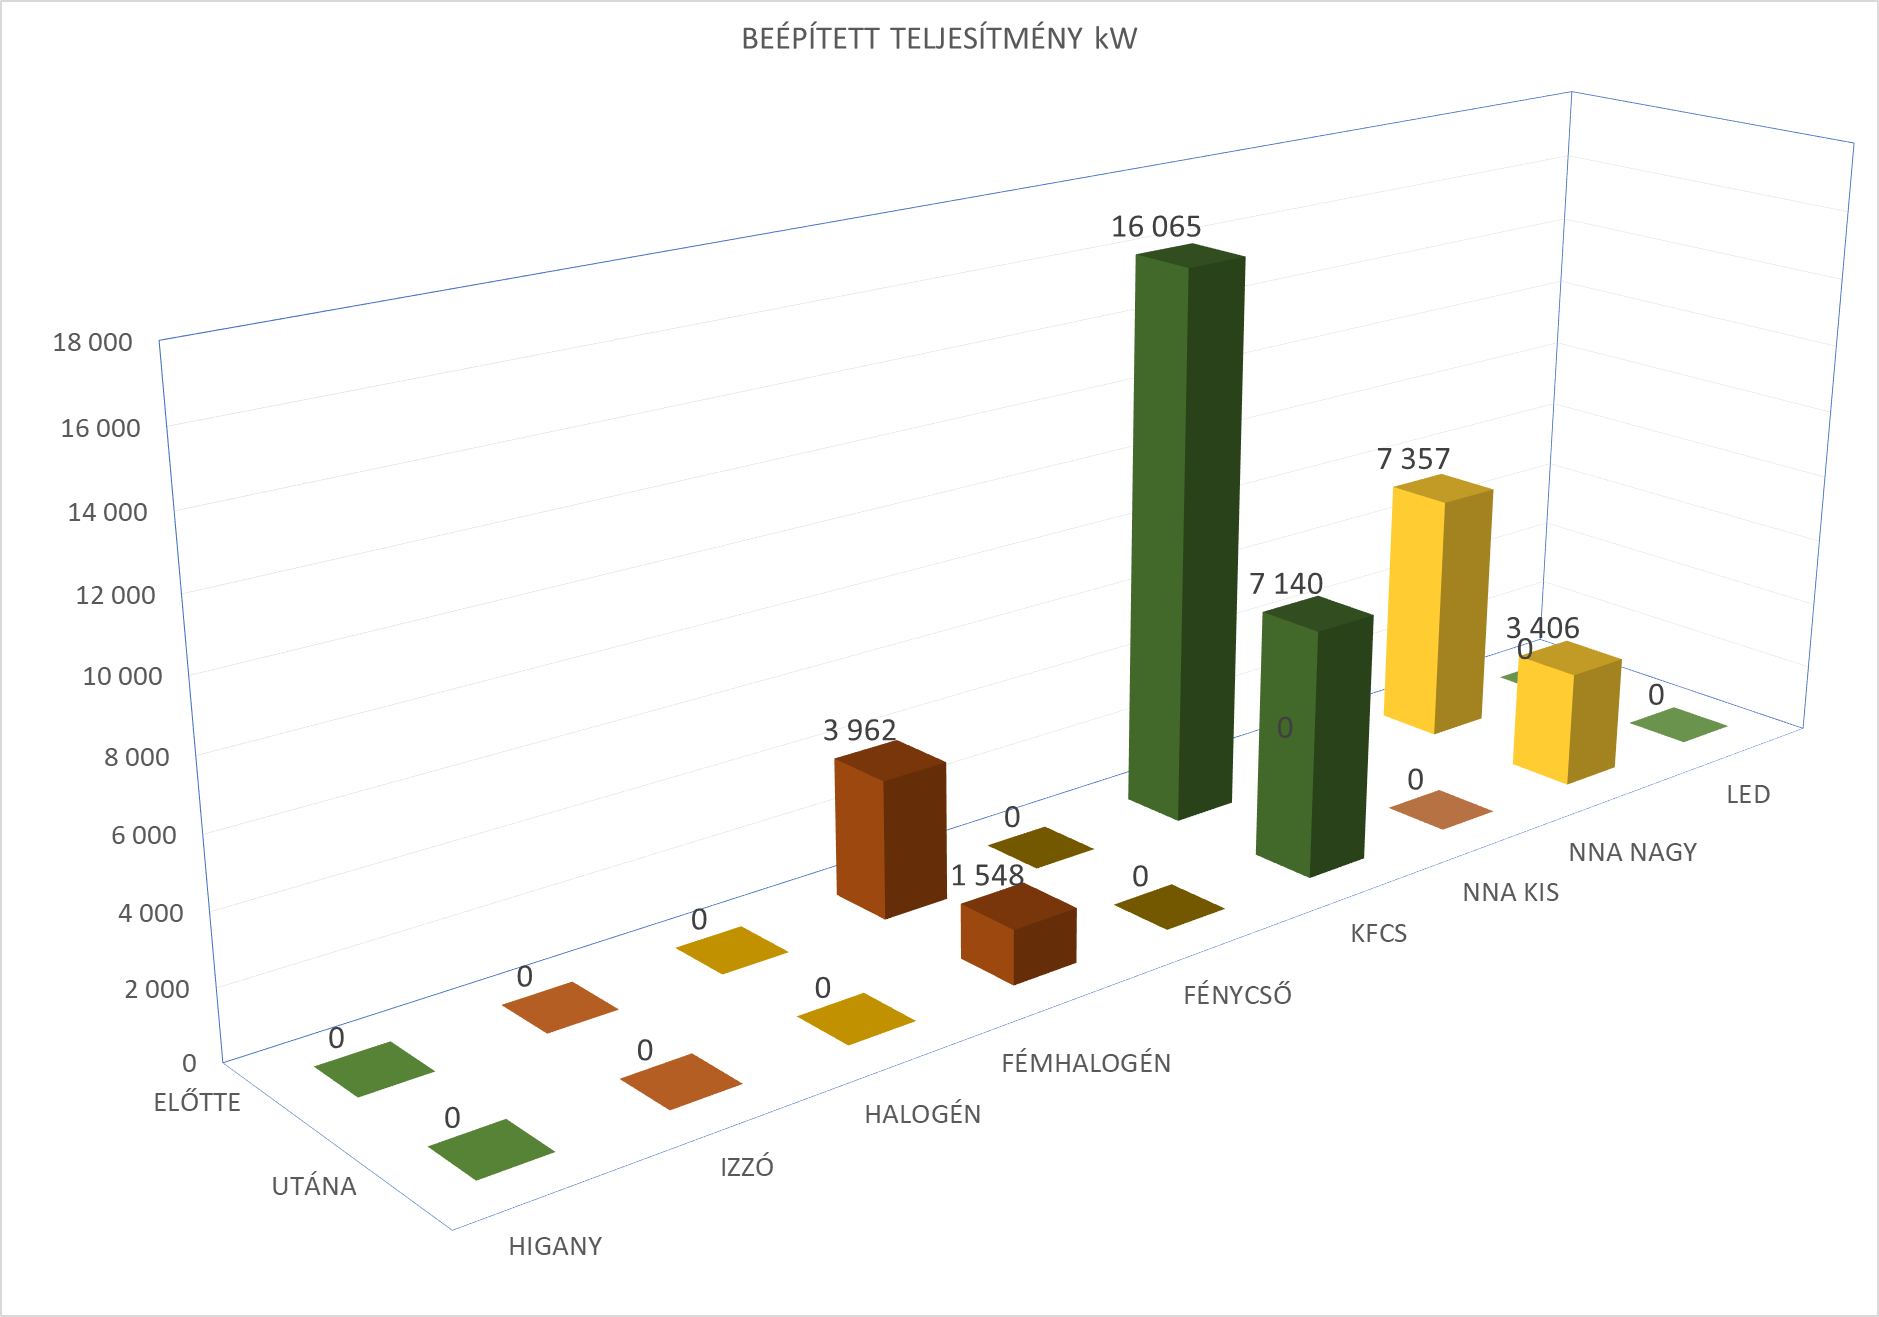 BEÉPÍTETT TELJESÍTMÉNY kW
18 000
16 000
14 000
12 000
10 000
8 000
6 000
4 000
2 000
0
16 065
7 357
7 140
3 406
0
0
0
0
3 962
0
1 548
0
0
0
0
0
0
0
ELŐTTE
UTÁNA
HIGANY
IZZÓ
HALOGÉN
FÉMHALOGÉN
FÉNYCSŐ
KFCS
NNA KIS
NNA NAGY
LED